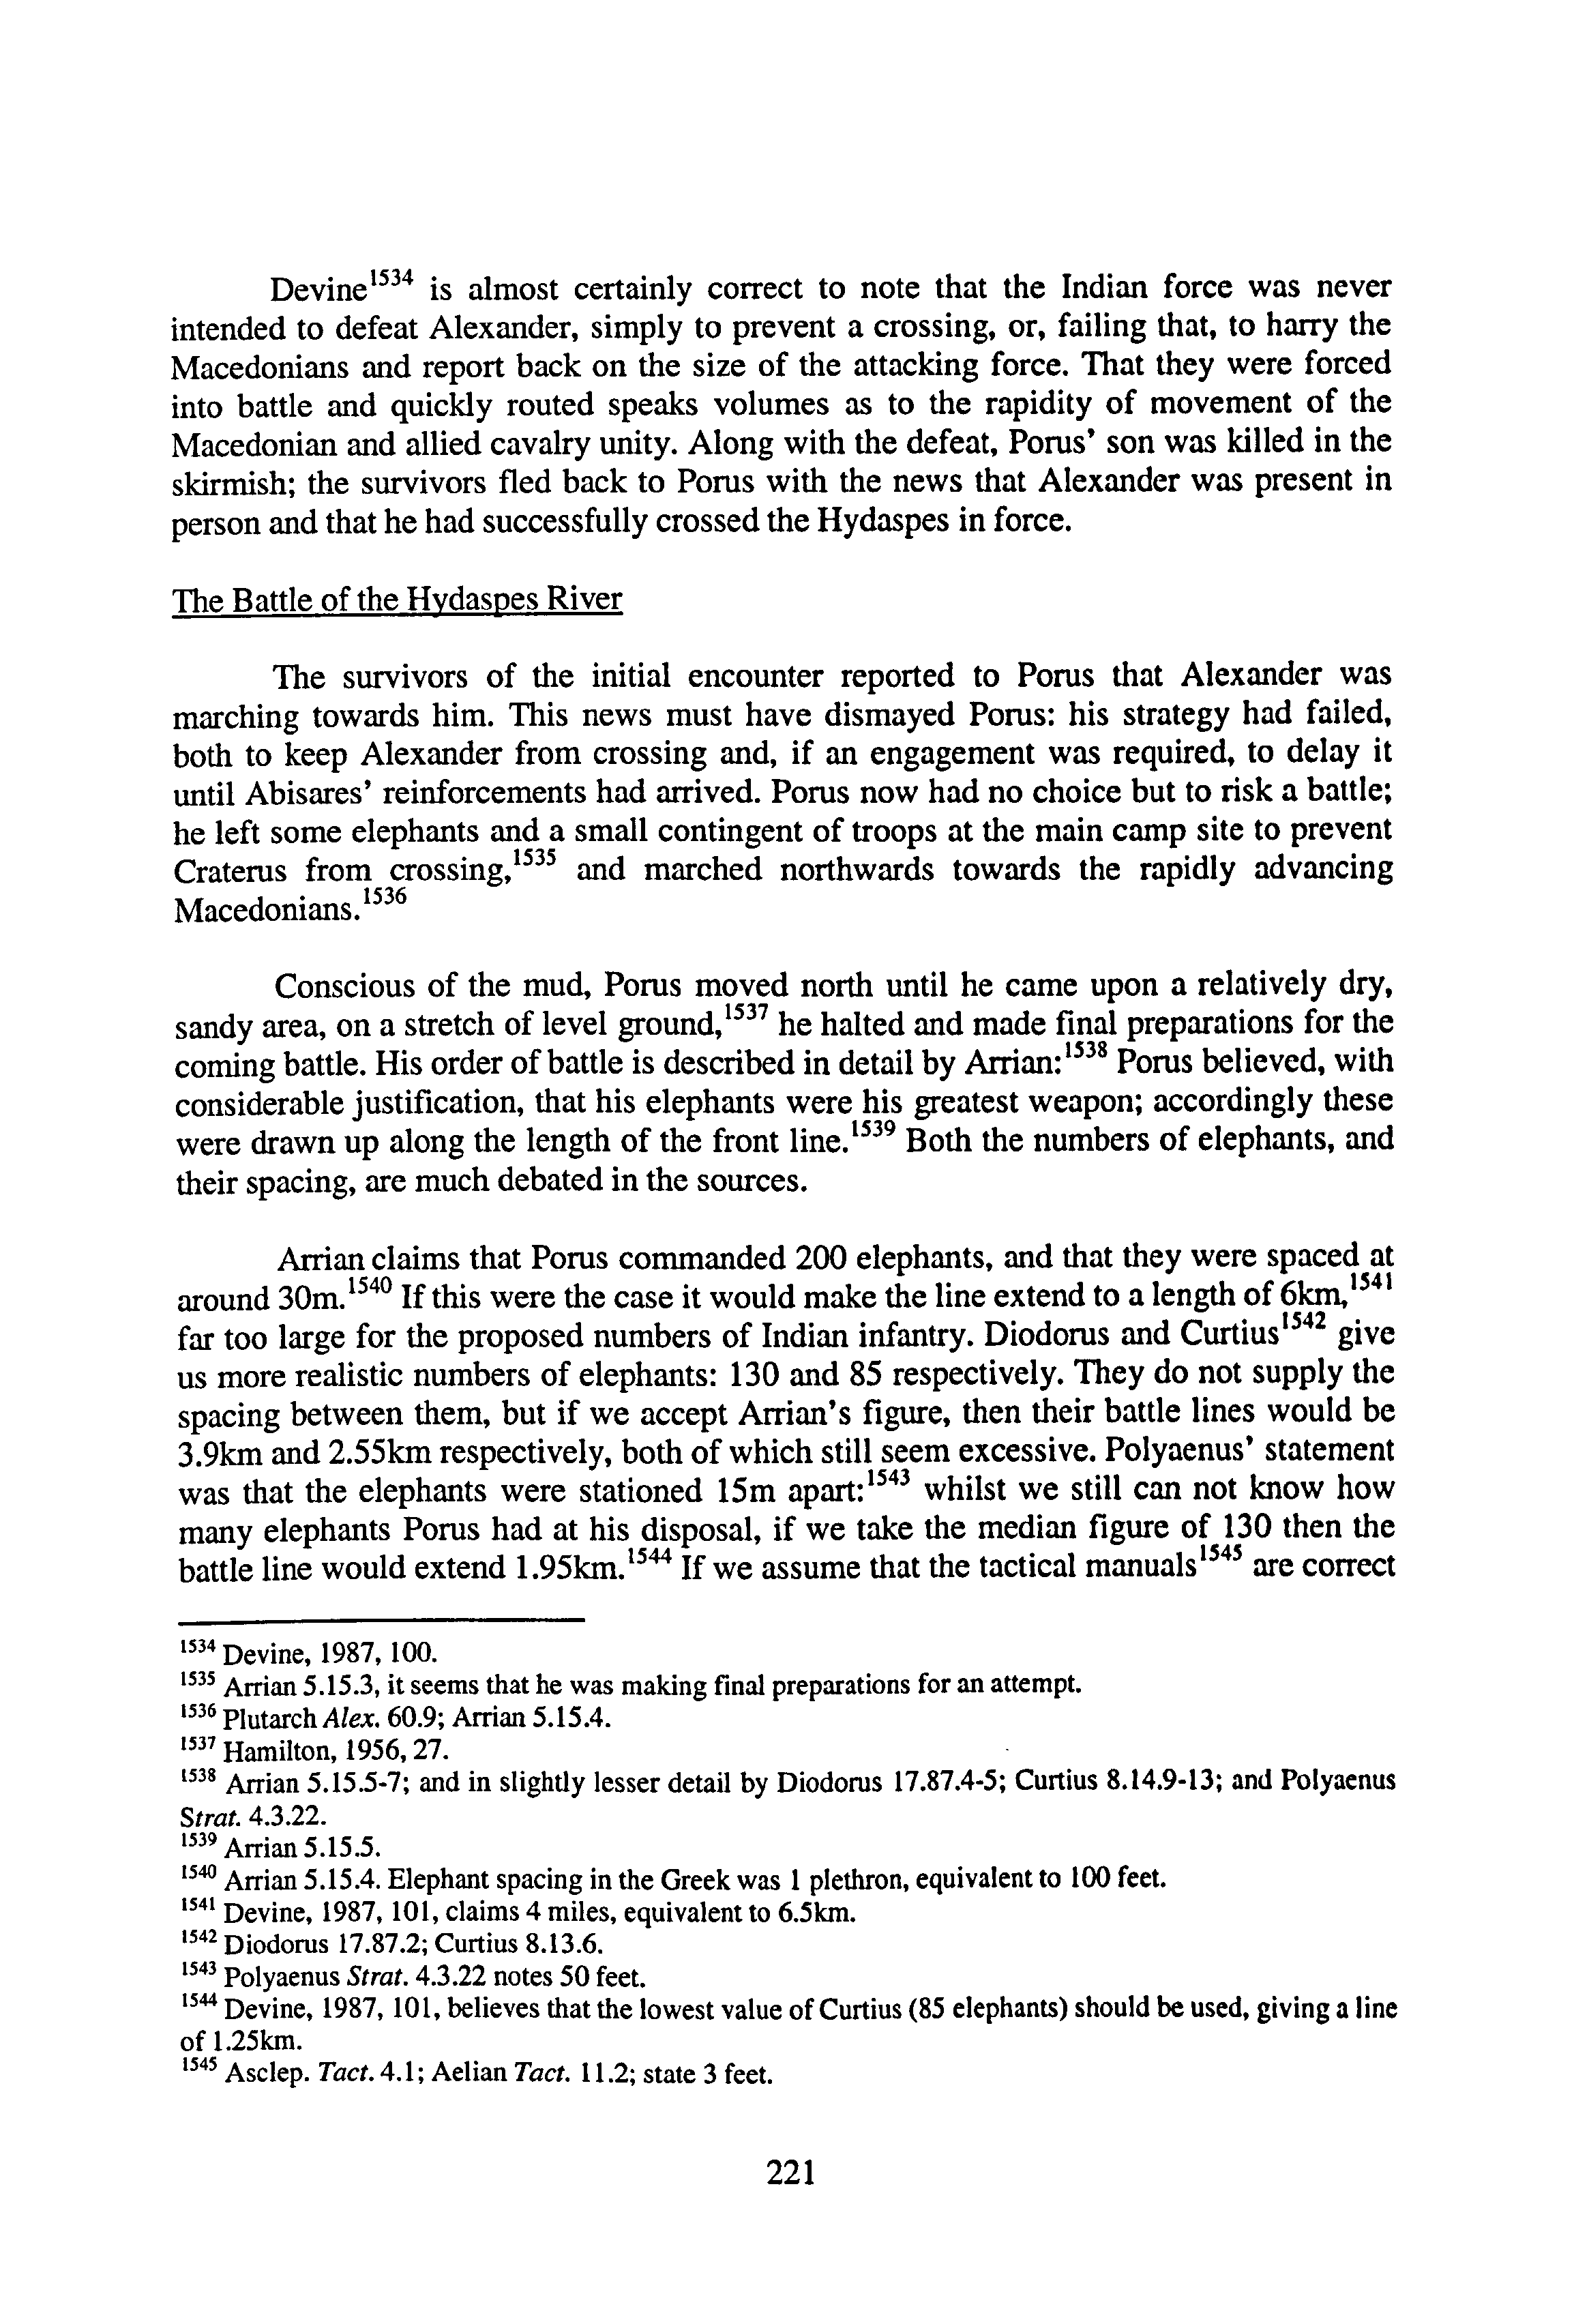 Devine1534 is almost certainly correct to note that the Indian force was never
intended to defeat Alexander, simply to prevent a crossing, or, failing that, to harry the
Macedonians and report back on the size of the attacking force. That they were forced
into battle and quickly routed speaks volumes as to the rapidity of movement of the
Macedonian and allied cavalry unity. Along with the defeat, Porus' son was killed in the
skirmish; the survivors fled back to Porus with the news that Alexander was present in
person and that he had successfully crossed the Hydaspes in force.
The Battle of the Hydaspes River
The survivors of the initial encounter reported to Porus that Alexander was
marching towards him. This news must have dismayed Porus: his strategy had failed,
both to keep Alexander from crossing and, if an engagement was required, to delay it
until Abisares' reinforcements had arrived. Porus now had no choice but to risk a battle;
he left some elephants and a small contingent of troops at the main camp site to prevent
Craterus from crossing,1535 and marched northwards towards the rapidly advancing
Macedonians.1536
Conscious of the mud, Porus moved north until he came upon a relatively dry,
sandy area, on a stretch of level ground,1537 he halted and made final preparations for the
coming battle. His order of battle is described in detail by Arrian:1538 Porus believed, with
considerable justification, that his elephants were his greatest weapon; accordingly these
were drawn up along the length of the front line.1539 Both the numbers of elephants, and
their spacing, are much debated in the sources.
Arrian claims that Porus commanded 200 elephants, and that they were spaced at
around 30m.1540 If this were the case it would make the line extend to a length of 6km,1541
far too large for the proposed numbers of Indian infantry. Diodorus and Curtius1542 give
us more realistic numbers of elephants: 130 and 85 respectively. They do not supply the
spacing between them, but if we accept Arrian's figure, then their battle lines would be
3.9km and 2.55km respectively, both of which still seem excessive. Polyaenus' statement
was that the elephants were stationed 15m apart:1543 whilst we still can not know how
many elephants Porus had at his disposal, if we take the median figure of 130 then the
battle line would extend 1.95km.1544 If we assume that the tactical manuals1545 are correct
1534 Devine, 1987, 100.
1535 Arrian 5.15.3, it seems that he was making final preparations for an attempt.
1536 Plutarch Alex. 60.9; Arrian 5.15.4.
1537 Hamilton, 1956, 27.
1538 Arrian 5.15.5-7; and in slightly lesser detail by Diodorus 17.87.4-5; Curtius 8.14.9-13; and Polyaenus
Strat. 4.3.22.
1539 Arrian 5.15.5.
1540 Arrian 5.15.4. Elephant spacing in the Greek was 1 plethron, equivalent to 100 feet.
1541 Devine, 1987, 101, claims 4 miles, equivalent to 6.5km.
1542 Diodorus 17.87.2; Curtius 8.13.6.
1543 Polyaenus Strat. 4.3.22 notes 50 feet.
1544 Devine, 1987, 101, believes that the lowest value of Curtius (85 elephants) should be used, giving a line
of 1.25km.
1545 Asclep. Tact. 4.1; Aelian Tact. 11.2; state 3 feet.
221